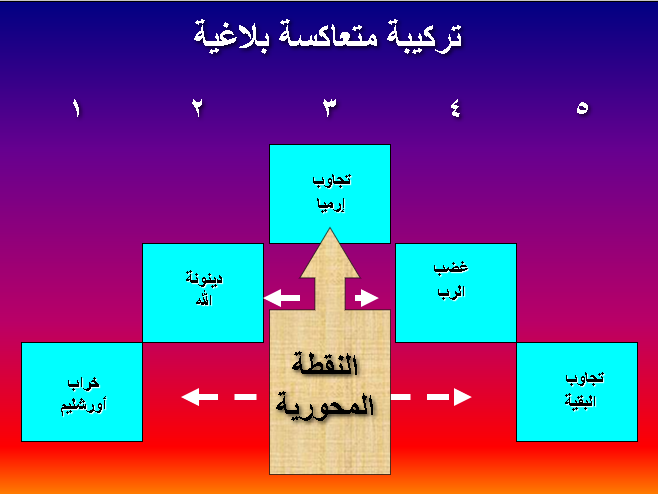 تركيبة متعاكسة بلاغية
١ ٢ ٣ ٤ ٥
تجاوب
إرميا
دينونة
الله
غضب
الرب
خراب
أورشليم
تجاوب
البقية
النقطة
المحورية